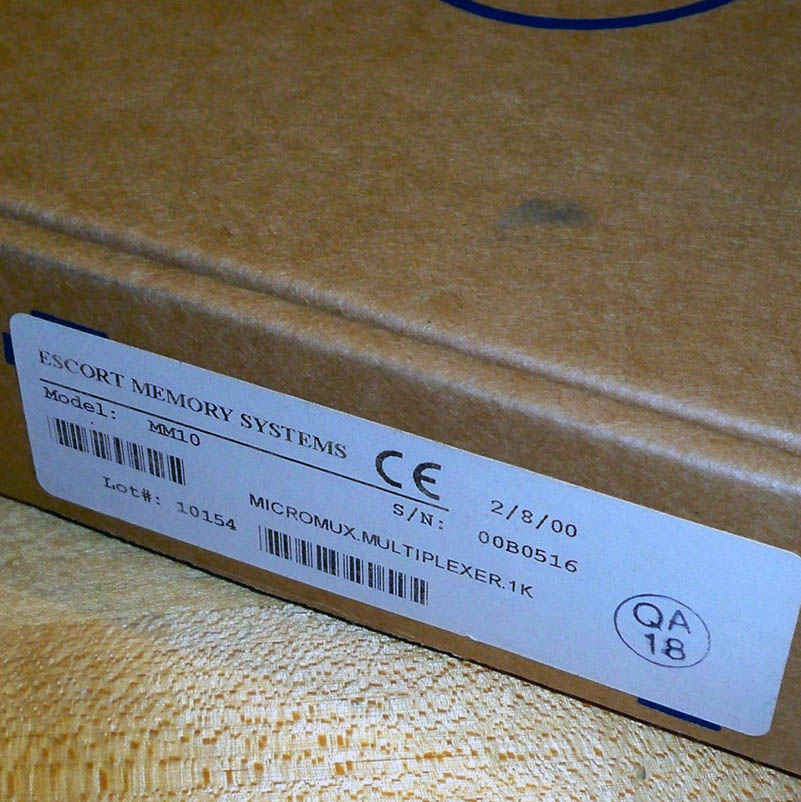 ESCORT MEMORY SYSTEMS
CE
2/8/00
Model: MM10
S/N: 00B0516
MICROMUX.MULTIPLEXER.1K
Lot#: 10154
QA
18